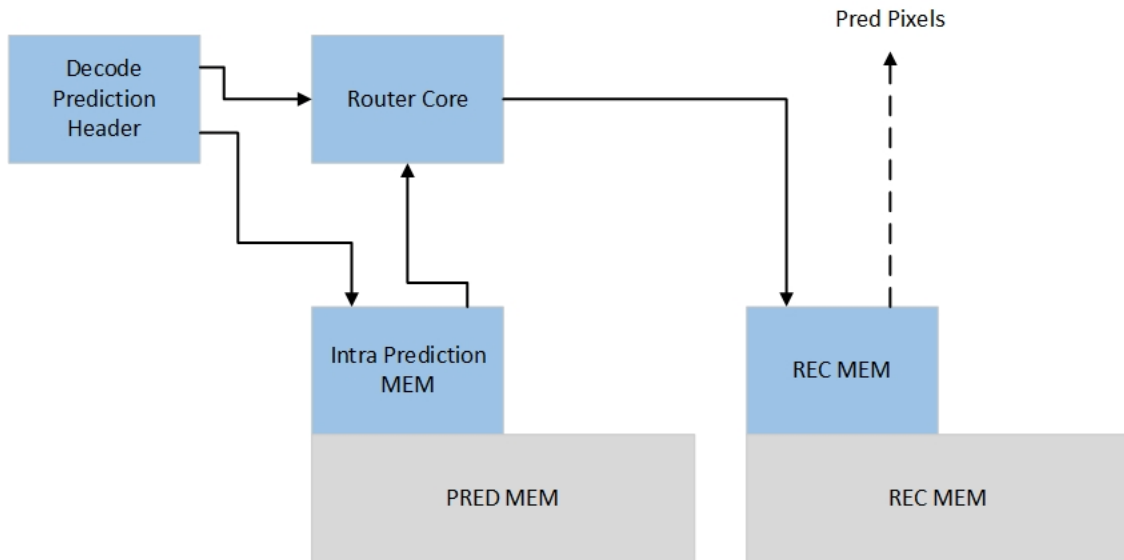 Pred Pixels
Decode
Prediction
Header
Router Core
Intra Prediction
MEM
REC MEM
PRED MEM
REC MEM